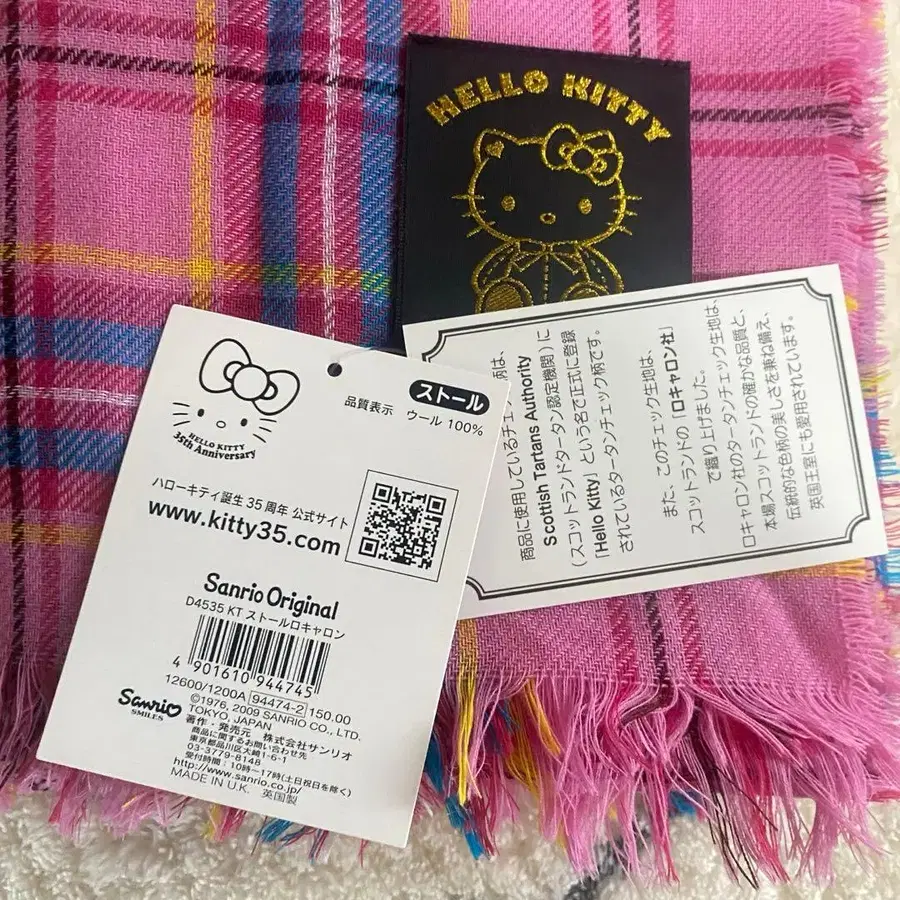 HELLO KITTY
HELLO KITTY
35th Anniversary
品質表示
ストール
ウール 100%
ハローキティ誕生 35 周年 公式サイト
www.kitty35.com
Sanrio Original
D4535 KT ストールロキャロン
4 901610 944745
12600/1200A 94474-2 150.00
©1976, 2009 SANRIO CO., LTD.
TOKYO, JAPAN
著作・発売元 株式会社サンリオ
商品に関するお問い合わせ先
東京都品川区大崎1-6-1
03-3779-8148
受付時間:10時〜17時(土日祝日を除く)
http://www.sanrio.co.jp/
MADE IN U.K. 英国製
Sanrio
SMILES
商品に使用しているチェック柄は、
Scottish Tartans Authority
(スコットランドタータン認定機関)に
「Hello Kitty」という名で正式に登録
されているタータンチェック柄です。
また、このチェック生地は、
スコットランドの「ロキャロン社」
で織り上げました。
ロキャロン社のタータンチェック生地は、
本場スコットランドの確かな品質と、
伝統的な色柄の美しさを兼ね備え、
英国王室にも愛用されています。